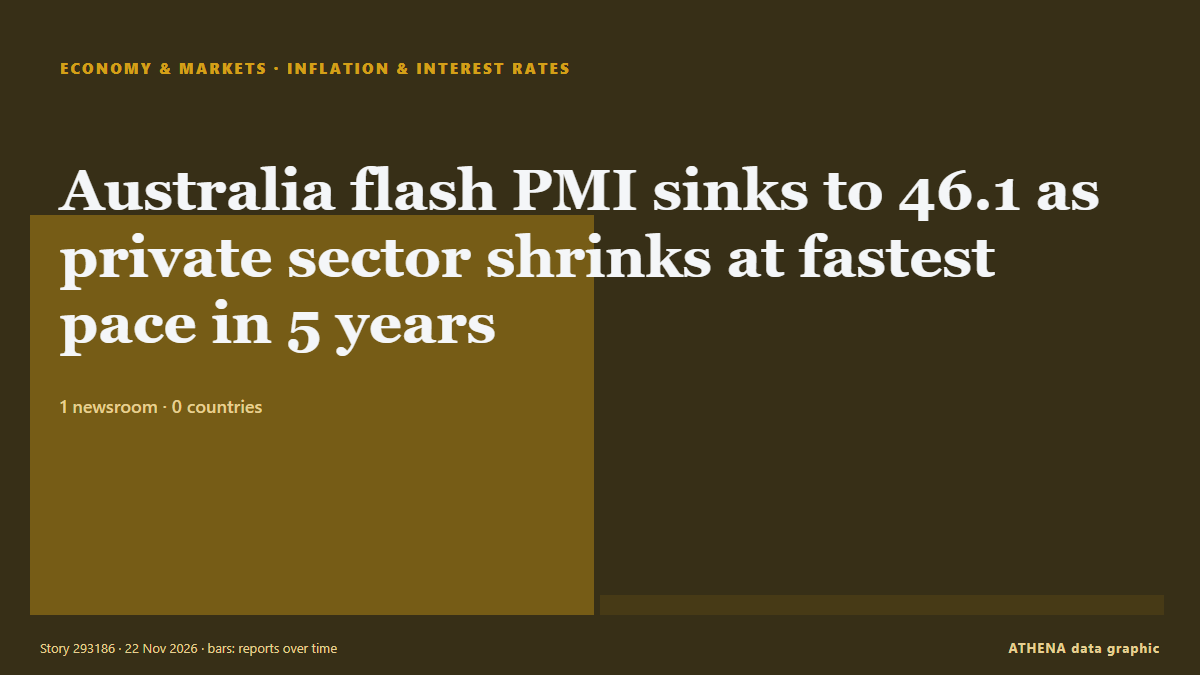 ECONOMY & MARKETS · INFLATION & INTEREST RATES
Australia flash PMI sinks to 46.1 as
private sector shrinks at fastest
pace in 5 years
1 newsroom · 0 countries
Story 293186 · 22 Nov 2026 · bars: reports over time
ATHENA data graphic